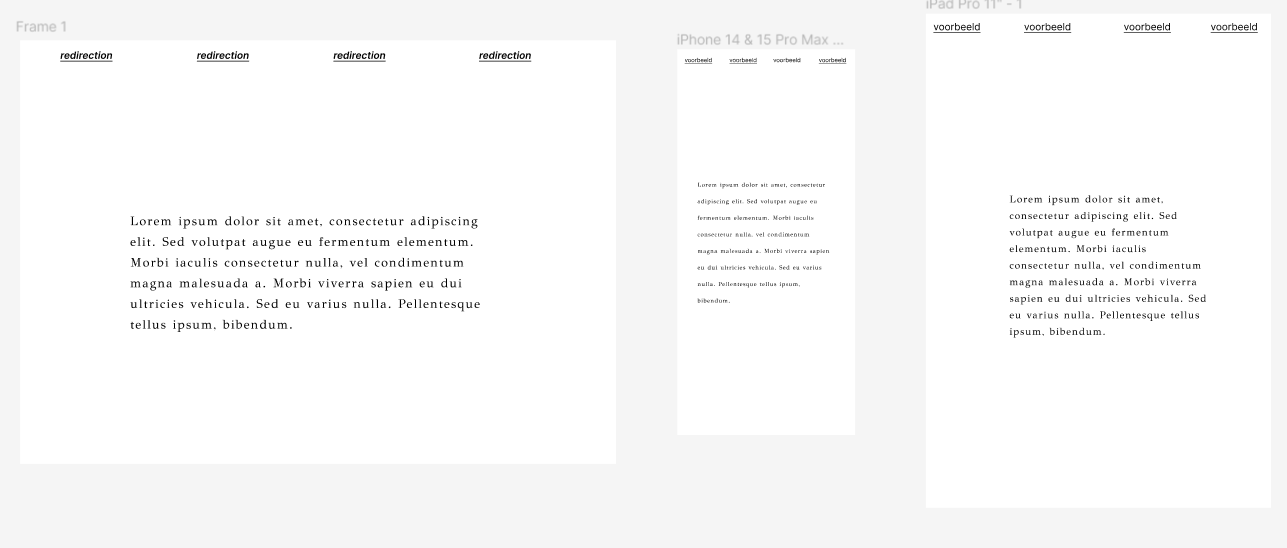 Frame 1
redirection redirection redirection redirection
Lorem ipsum dolor sit amet, consectetur adipiscing
elit. Sed volutpat augue eu fermentum elementum.
Morbi iaculis consectetur nulla, vel condimentum
magna malesuada a. Morbi viverra sapien eu dui
ultricies vehicula. Sed eu varius nulla. Pellentesque
tellus ipsum, bibendum.
iPhone 14 & 15 Pro Max ...
voorbeeld voorbeeld voorbeeld voorbeeld
Lorem ipsum dolor sit amet, consectetur
adipiscing elit. Sed volutpat augue eu
fermentum elementum. Morbi iaculis
consectetur nulla, vel condimentum
magna malesuada a. Morbi viverra sapien
eu dui ultricies vehicula. Sed eu varius
nulla. Pellentesque tellus ipsum,
bibendum.
iPad Pro 11" - 1
voorbeeld voorbeeld voorbeeld voorbeeld
Lorem ipsum dolor sit amet,
consectetur adipiscing elit. Sed
volutpat augue eu fermentum
elementum. Morbi iaculis
consectetur nulla, vel condimentum
magna malesuada a. Morbi viverra
sapien eu dui ultricies vehicula. Sed
eu varius nulla. Pellentesque tellus
ipsum, bibendum.